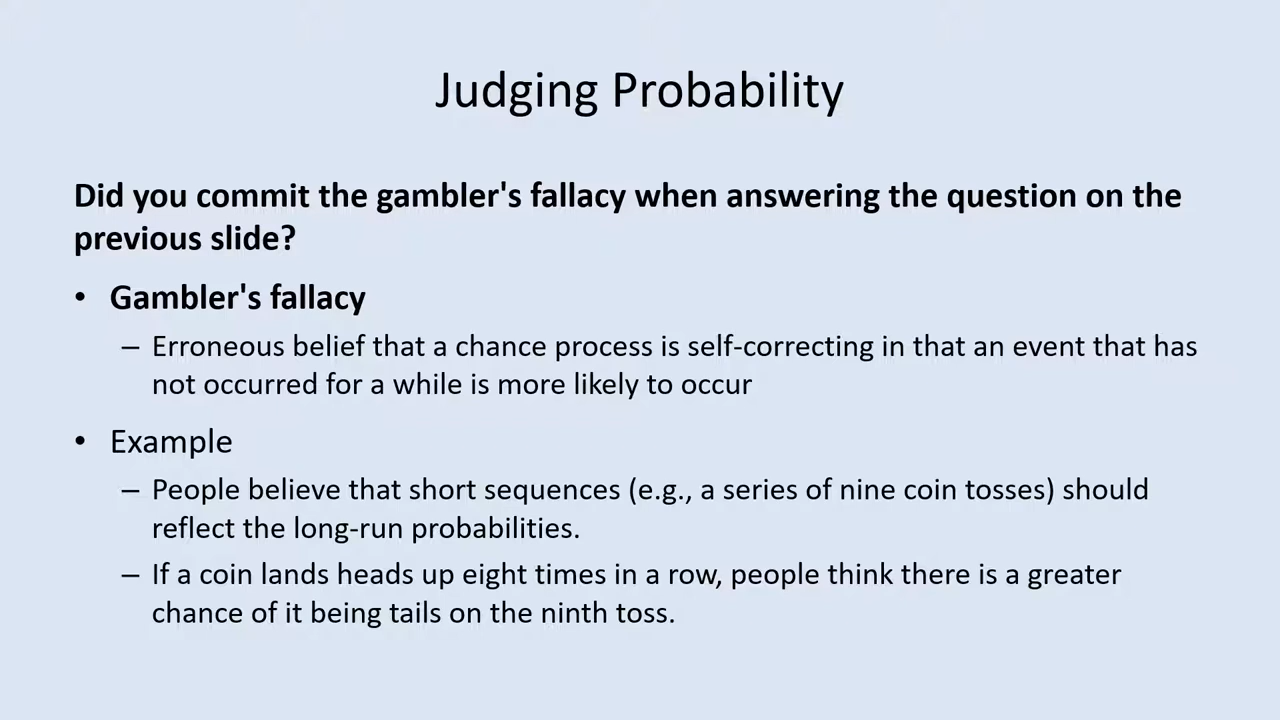 Judging Probability
Did you commit the gambler's fallacy when answering the question on the
previous slide?
• Gambler's fallacy
– Erroneous belief that a chance process is self-correcting in that an event that has
not occurred for a while is more likely to occur
• Example
– People believe that short sequences (e.g., a series of nine coin tosses) should
reflect the long-run probabilities.
– If a coin lands heads up eight times in a row, people think there is a greater
chance of it being tails on the ninth toss.